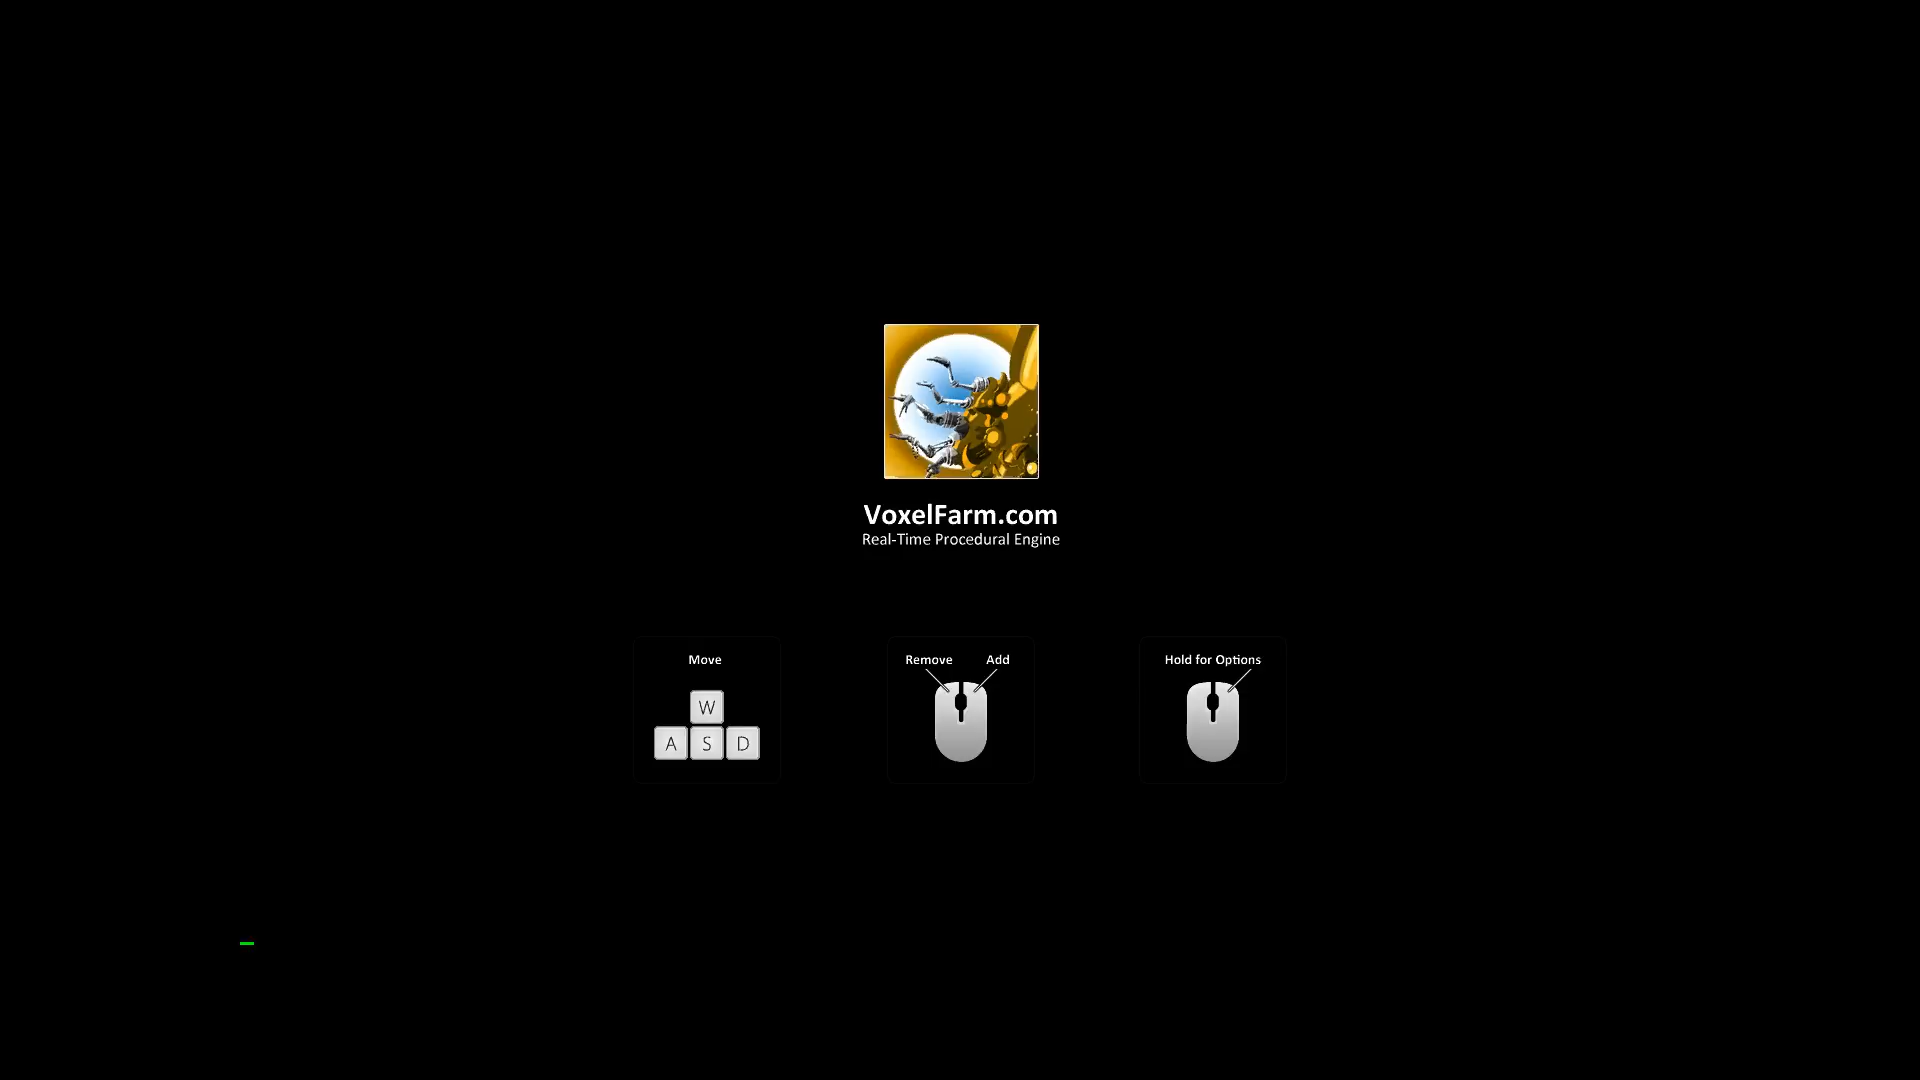 VoxelFarm.com
Real-Time Procedural Engine
Move
W
A S D
Remove Add
Hold for Options